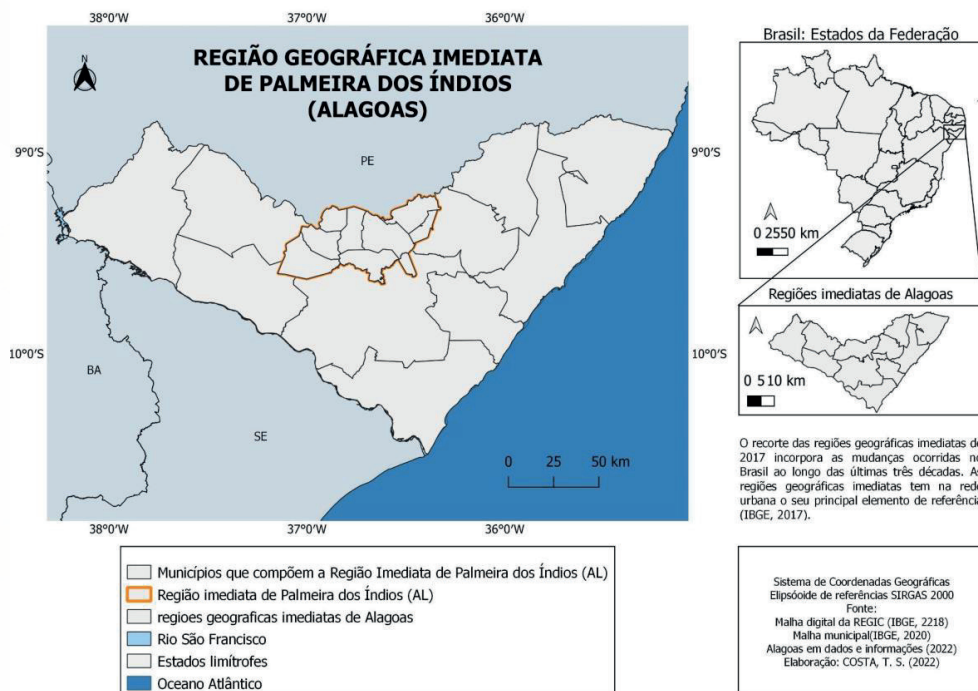 38°0'O
37°0'O
36°0'O
REGIÃO GEOGRÁFICA IMEDIATA
DE PALMEIRA DOS ÍNDIOS
(ALAGOAS)
N
9°0'S
9°0'S
PE
10°0'S
10°0'S
BA
SE
0 25 50 km
38°0'O
37°0'O
36°0'O
Municípios que compõem a Região Imediata de Palmeira dos Índios (AL)
Região imediata de Palmeira dos Índios (AL)
regioes geograficas imediatas de Alagoas
Rio São Francisco
Estados limítrofes
Oceano Atlântico
Brasil: Estados da Federação
0 2550 km
Regiões imediatas de Alagoas
0 510 km
O recorte das regiões geográficas imediatas de
2017 incorpora as mudanças ocorridas no
Brasil ao longo das últimas três décadas. As
regiões geográficas imediatas tem na rede
urbana o seu principal elemento de referência
(IBGE, 2017).
Sistema de Coordenadas Geográficas
Elipsóoide de referências SIRGAS 2000
Fonte:
Malha digital da REGIC (IBGE, 2218)
Malha municipal(IBGE, 2020)
Alagoas em dados e informações (2022)
Elaboração: COSTA, T. S. (2022)